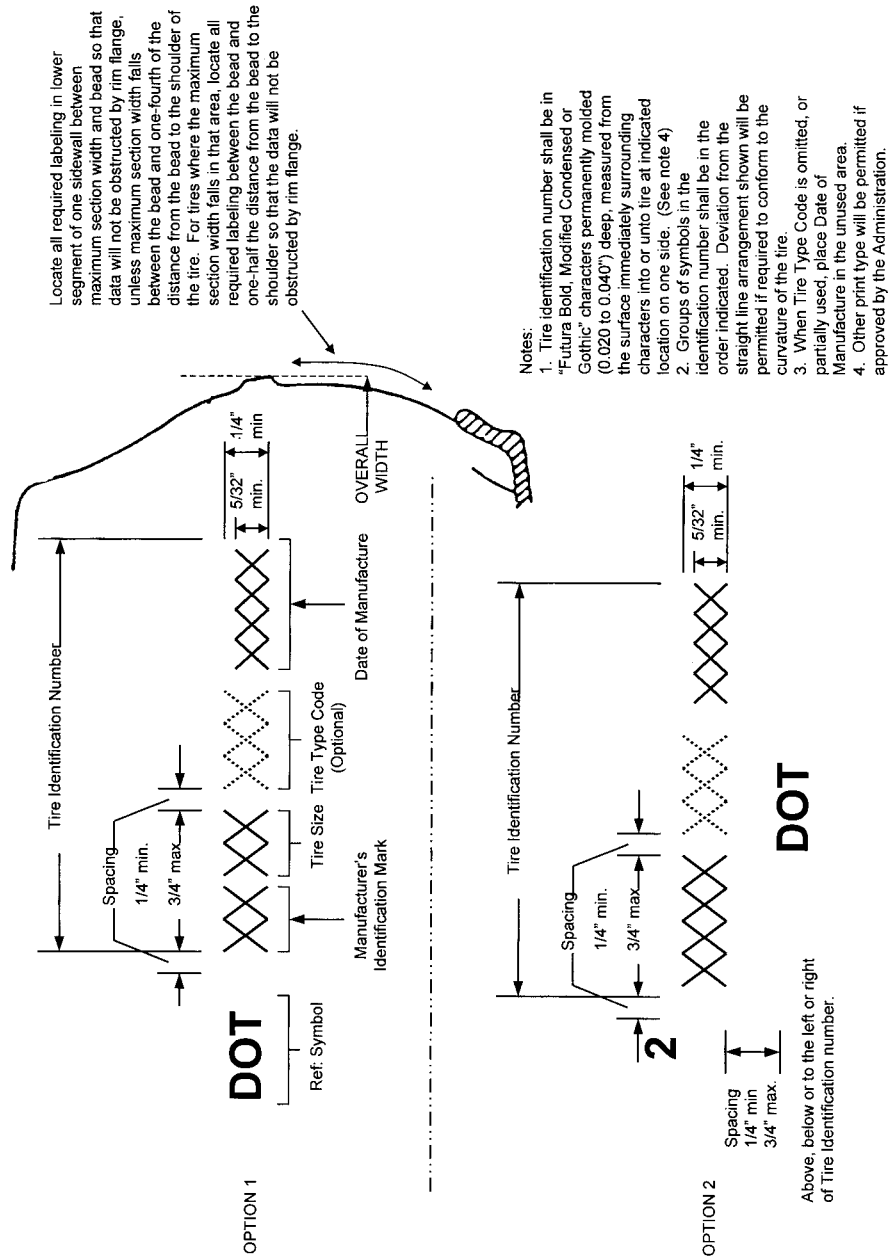 Locate all required labeling in lower
segment of one sidewall between
maximum section width and bead so that
data will not be obstructed by rim flange,
unless maximum section width falls
between the bead and one-fourth of the
distance from the bead to the shoulder of
the tire. For tires where the maximum
section width falls in that area, locate all
required labeling between the bead and
one-half the distance from the bead to the
shoulder so that the data will not be
obstructed by rim flange.
OPTION 1
Tire Identification Number
Spacing
1/4" min.
3/4" max
DOT
Ref: Symbol
Manufacturer's
Identification Mark
Tire Size
Tire Type Code
(Optional)
Date of Manufacture
5/32"
min.
1/4"
min
OVERALL
WIDTH
Notes:
1. Tire identification number shall be in
"Futura Bold, Modified Condensed or
Gothic" characters permanently molded
(0.020 to 0.040") deep, measured from
the surface immediately surrounding
characters into or unto tire at indicated
location on one side. (See note 4)
2. Groups of symbols in the
identification number shall be in the
order indicated. Deviation from the
straight line arrangement shown will be
permitted if required to conform to the
curvature of the tire.
3. When Tire Type Code is omitted, or
partially used, place Date of
Manufacture in the unused area.
4. Other print type will be permitted if
approved by the Administration.
OPTION 2
Tire Identification Number
Spacing
1/4" min.
3/4" max
2
5/32"
min.
1/4"
min.
Spacing
1/4" min
3/4" max.
DOT
Above, below or to the left or right
of Tire Identification number.